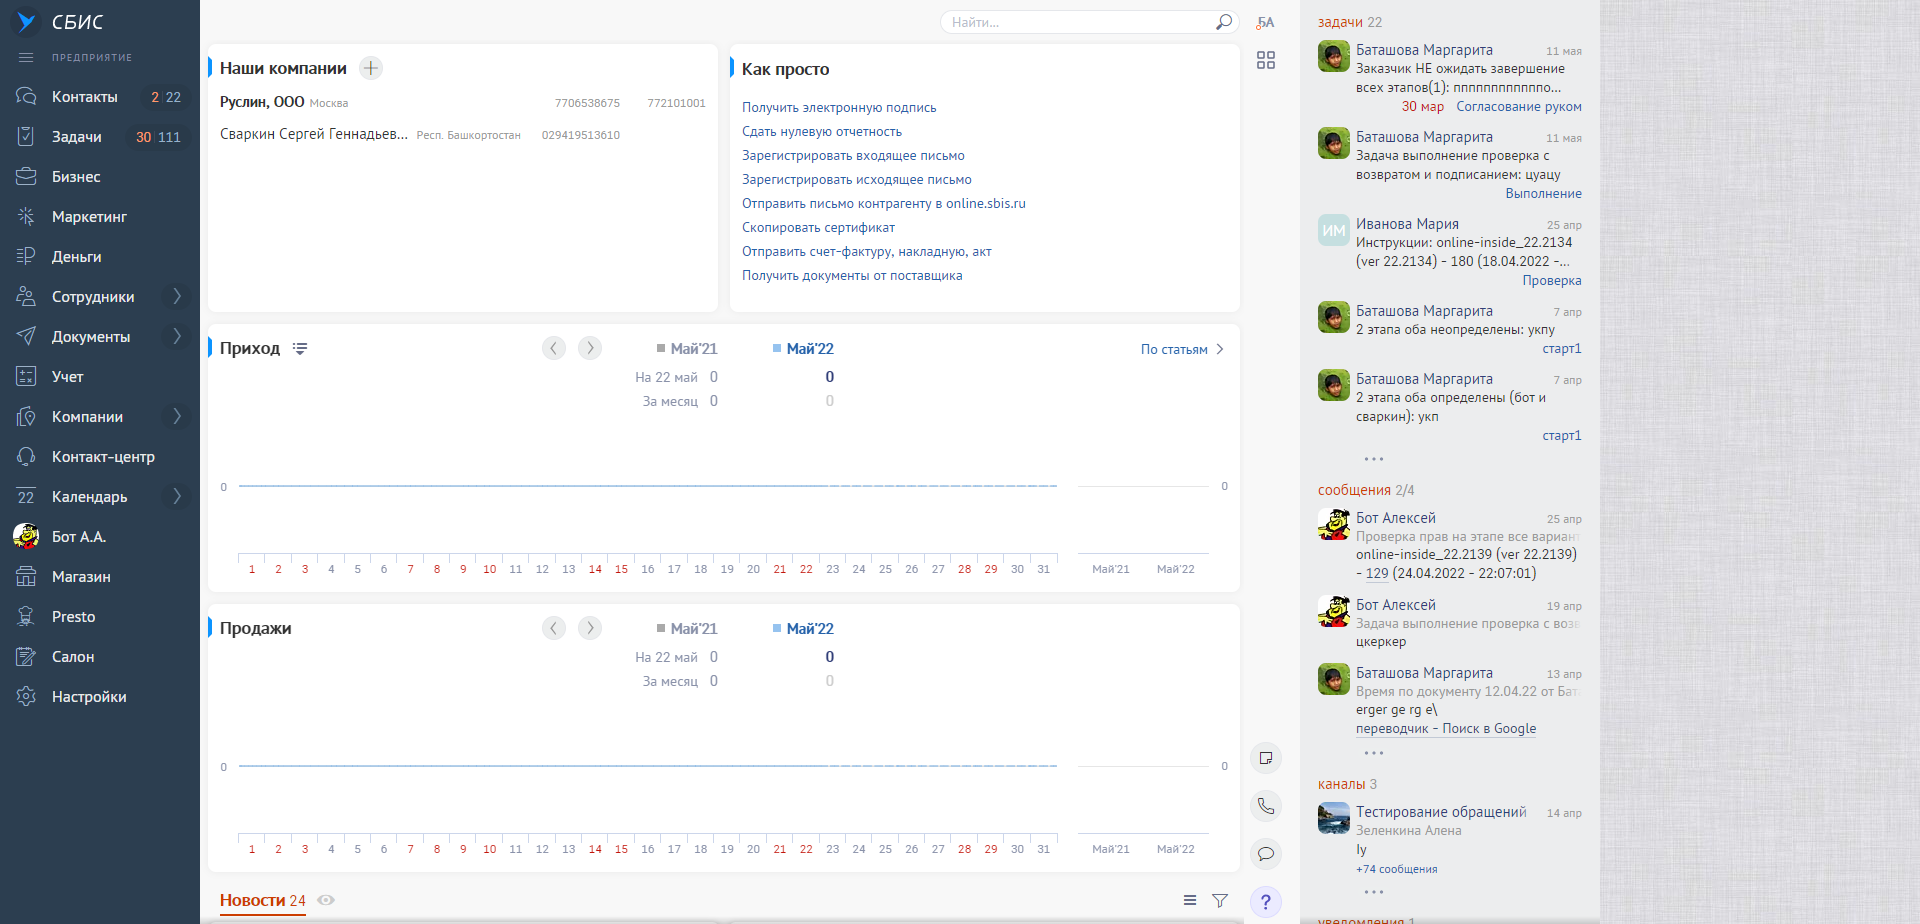 СБИС
ПРЕДПРИЯТИЕ
Контакты 2 22
Задачи 30 111
Бизнес
Маркетинг
Деньги
Сотрудники
Документы
Учет
Компании
Контакт-центр
22 Календарь
Бот А.А.
Магазин
Presto
Салон
Настройки
Найти...
Наши компании
Руслин, ООО Москва 7706538675 772101001
Сваркин Сергей Геннадьев... Респ. Башкортостан 029419513610
Как просто
Получить электронную подпись
Сдать нулевую отчетность
Зарегистрировать входящее письмо
Зарегистрировать исходящее письмо
Отправить письмо контрагенту в online.sbis.ru
Скопировать сертификат
Отправить счет-фактуру, накладную, акт
Получить документы от поставщика
Приход Май'21 Май'22 По статьям
На 22 май 0 0
За месяц 0 0
0 0
1 2 3 4 5 6 7 8 9 10 11 12 13 14 15 16 17 18 19 20 21 22 23 24 25 26 27 28 29 30 31 Май'21 Май'22
Продажи Май'21 Май'22
На 22 май 0 0
За месяц 0 0
0 0
1 2 3 4 5 6 7 8 9 10 11 12 13 14 15 16 17 18 19 20 21 22 23 24 25 26 27 28 29 30 31 Май'21 Май'22
Новости 24
БА
?
задачи 22
Баташова Маргарита 11 мая
Заказчик НЕ ожидать завершение
всех этапов(1): ппппппппппппо...
30 мар Согласование руком
Баташова Маргарита 11 мая
Задача выполнение проверка с
возвратом и подписанием: цуацу
Выполнение
ИМ Иванова Мария 25 апр
Инструкции: online-inside_22.2134
(ver 22.2134) - 180 (18.04.2022 -...
Проверка
Баташова Маргарита 7 апр
2 этапа оба неопределены: укпу
старт1
Баташова Маргарита 7 апр
2 этапа оба определены (бот и
сваркин): укп
старт1
сообщения 2/4
Бот Алексей 25 апр
Проверка прав на этапе все вариант
online-inside_22.2139 (ver 22.2139)
- 129 (24.04.2022 - 22:07:01)
Бот Алексей 19 апр
Задача выполнение проверка с возв
цкеркер
Баташова Маргарита 13 апр
Время по документу 12.04.22 от Бата
erger ge rg e\
переводчик - Поиск в Google
каналы 3
Тестирование обращений 14 апр
Зеленкина Алена
ly
+74 сообщения
уведомления 1